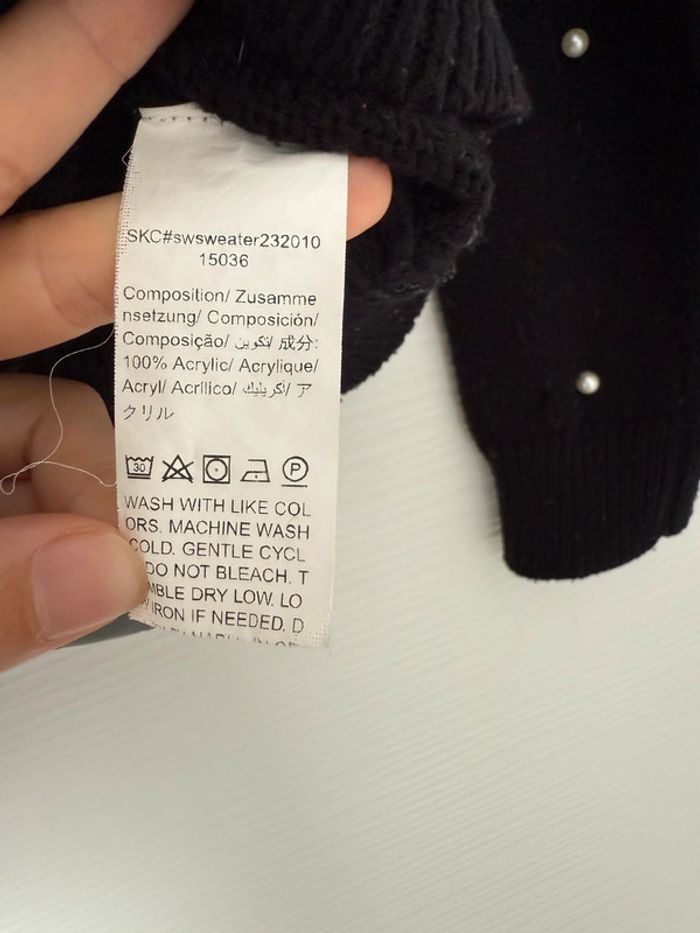 SKC#swsweater232010
15036
Composition/ Zusamme
nsetzung/ Composición/
Composição/ تكوين/ 成分:
100% Acrylic/ Acrylique/
Acryl/ Acrílico/ أكريليك/ ア
クリル
30 P
WASH WITH LIKE COL
ORS. MACHINE WASH
COLD. GENTLE CYCL
DO NOT BLEACH. T
MBLE DRY LOW. LO
IRON IF NEEDED. D